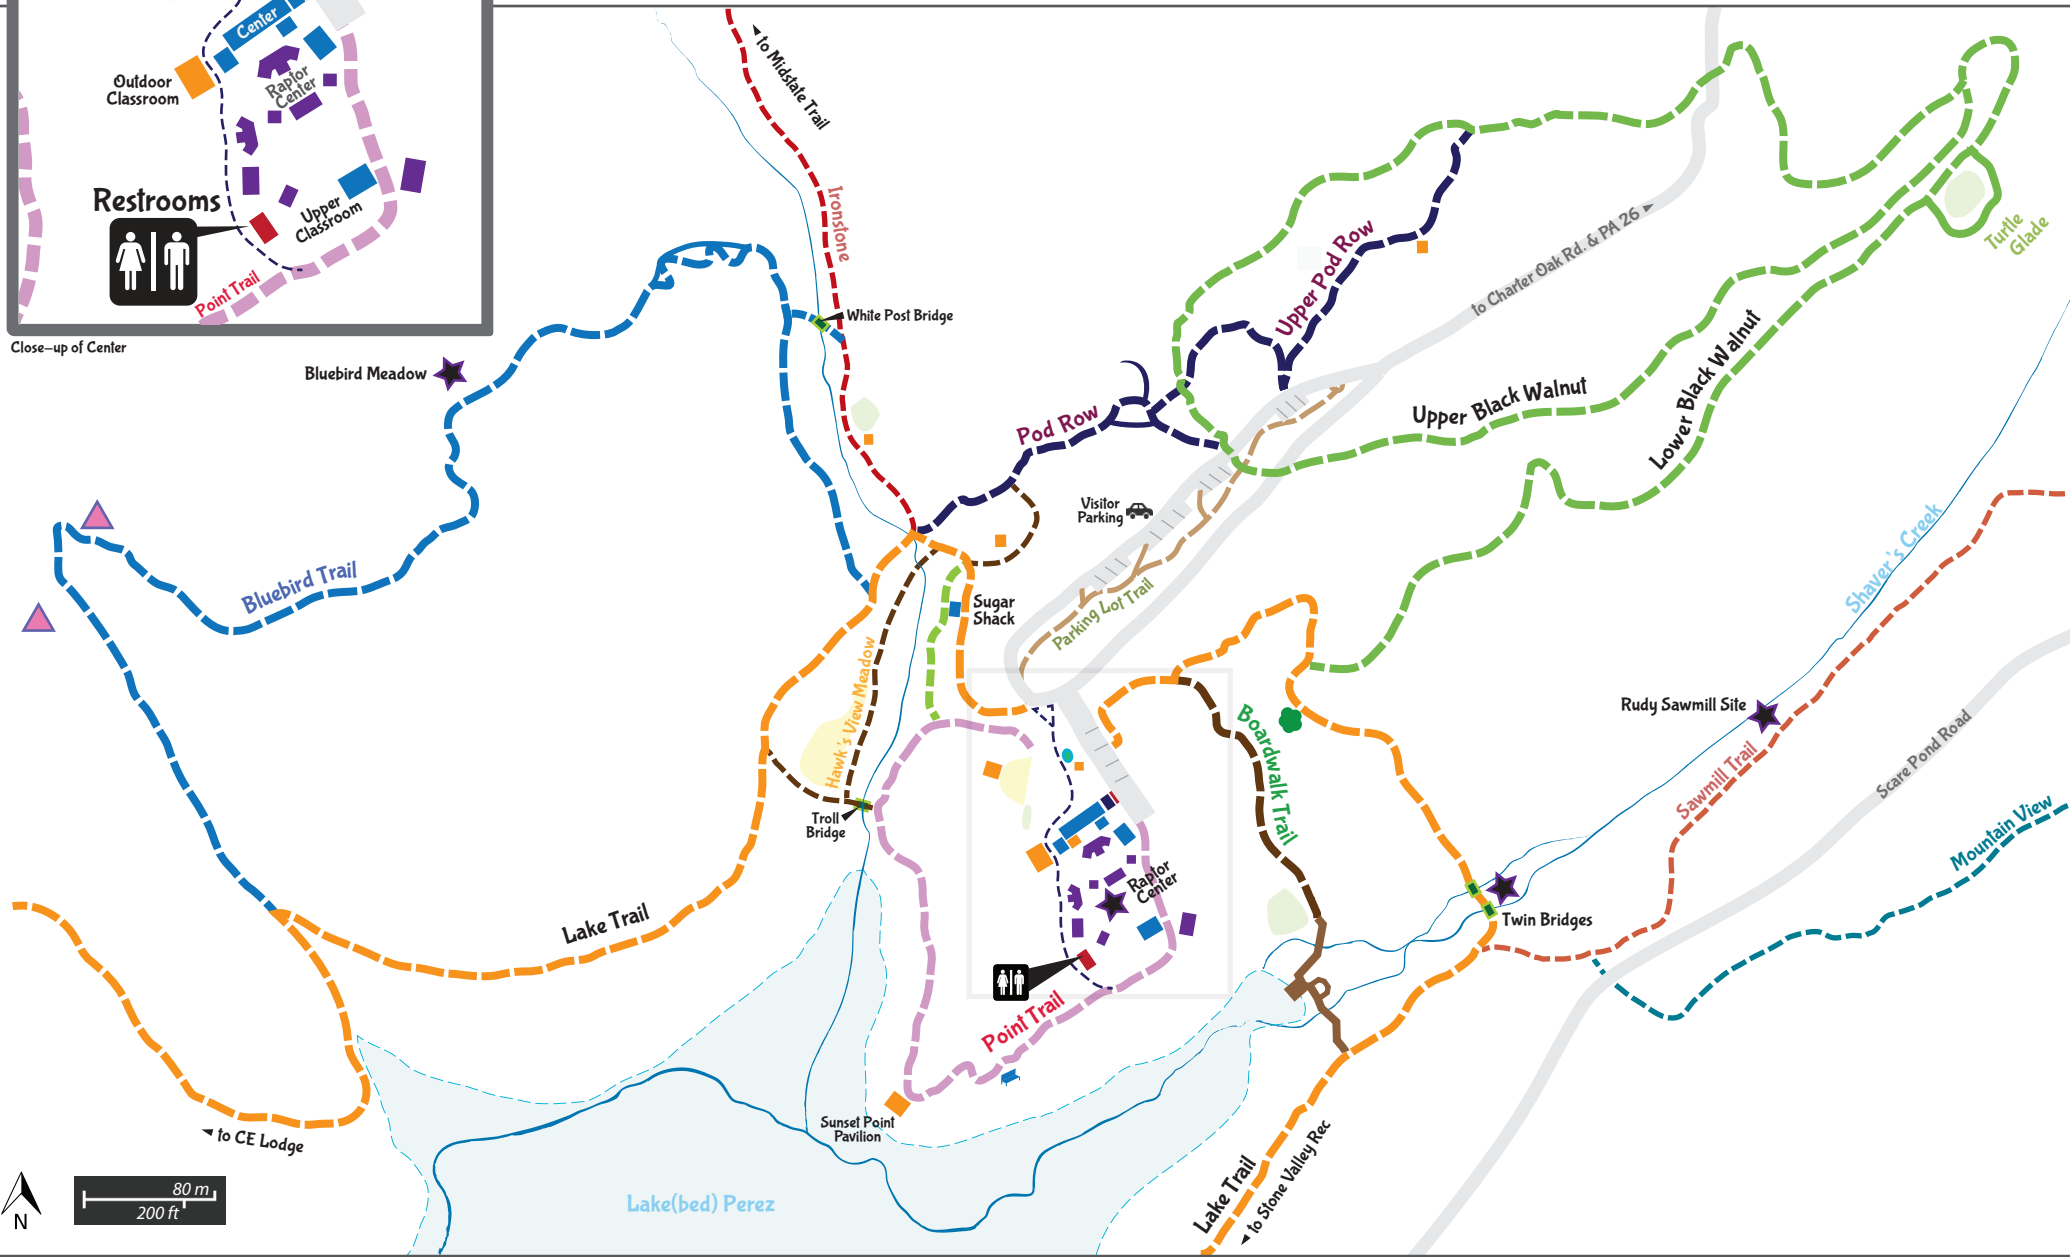 Center
Outdoor
Classroom
Raptor
Center
Restrooms
Upper
Classroom
Point Trail
Close-up of Center
to Midstate Trail
Ironstone
White Post Bridge
Bluebird Meadow
Bluebird Trail
Pod Row
Upper Pod Row
to Charter Oak Rd. & PA 26
Turtle
Glade
Upper Black Walnut
Lower Black Walnut
Visitor
Parking
Parking Lot Trail
Sugar
Shack
Hawk's View Meadow
Troll
Bridge
Shaver's Creek
Rudy Sawmill Site
Sawmill Trail
Scare Pond Road
Mountain View
Boardwalk Trail
Raptor
Center
Twin Bridges
Lake Trail
Point Trail
Sunset Point
Pavilion
to CE Lodge
Lake(bed) Perez
Lake Trail
to Stone Valley Rec
N
80 m
200 ft